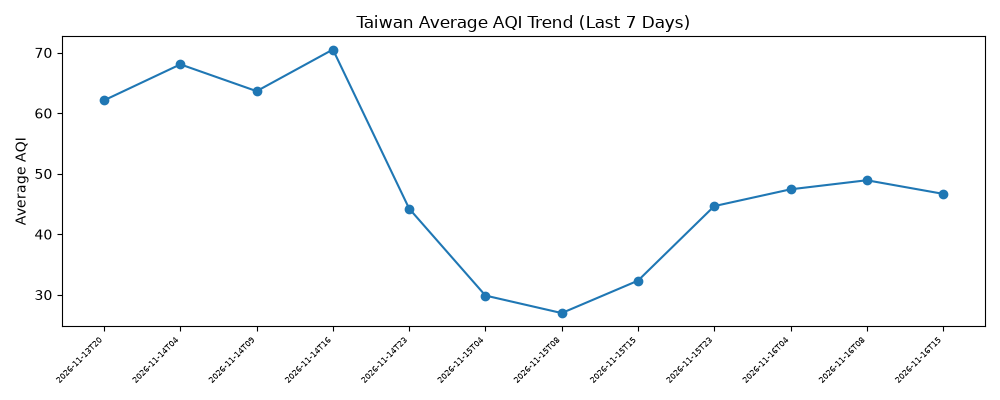 Taiwan Average AQI Trend (Last 7 Days)
Average AQI
70
60
50
40
30
2026-11-13T20
2026-11-14T04
2026-11-14T09
2026-11-14T16
2026-11-14T23
2026-11-15T04
2026-11-15T08
2026-11-15T15
2026-11-15T23
2026-11-16T04
2026-11-16T08
2026-11-16T15